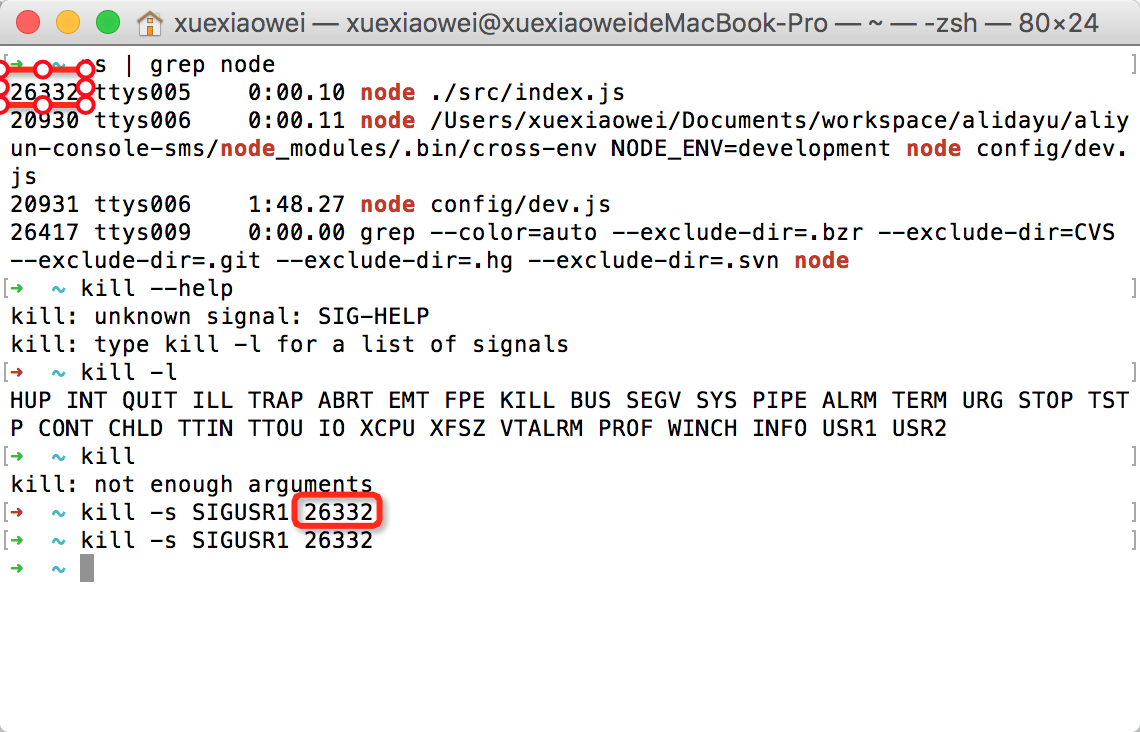 xuexiaowei — xuexiaowei@xuexiaoweideMacBook-Pro — ~ — -zsh — 80×24
[➜  ~ ps | grep node ]
26332 ttys005    0:00.10 node ./src/index.js
20930 ttys006    0:00.11 node /Users/xuexiaowei/Documents/workspace/alidayu/aliy
un-console-sms/node_modules/.bin/cross-env NODE_ENV=development node config/dev.
js
20931 ttys006    1:48.27 node config/dev.js
26417 ttys009    0:00.00 grep --color=auto --exclude-dir=.bzr --exclude-dir=CVS
--exclude-dir=.git --exclude-dir=.hg --exclude-dir=.svn node
[➜  ~ kill --help ]
kill: unknown signal: SIG-HELP
kill: type kill -l for a list of signals
[➜  ~ kill -l ]
HUP INT QUIT ILL TRAP ABRT EMT FPE KILL BUS SEGV SYS PIPE ALRM TERM URG STOP TST
P CONT CHLD TTIN TTOU IO XCPU XFSZ VTALRM PROF WINCH INFO USR1 USR2
[➜  ~ kill ]
kill: not enough arguments
[➜  ~ kill -s SIGUSR1 26332 ]
[➜  ~ kill -s SIGUSR1 26332 ]
➜  ~